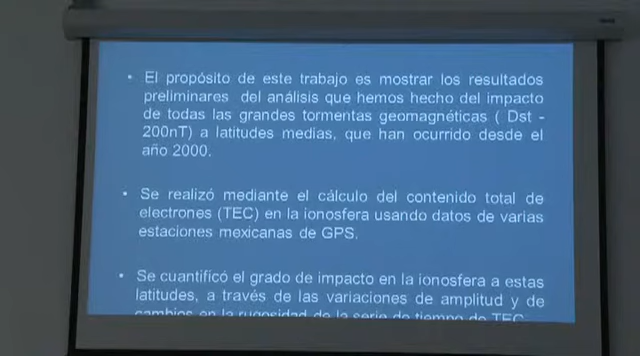 • El propósito de este trabajo es mostrar los resultados
preliminares del análisis que hemos hecho del impacto
de todas las grandes tormentas geomagnéticas ( Dst -
200nT) a latitudes medias, que han ocurrido desde el
año 2000.
• Se realizó mediante el cálculo del contenido total de
electrones (TEC) en la ionosfera usando datos de varias
estaciones mexicanas de GPS.
• Se cuantificó el grado de impacto en la ionosfera a estas
latitudes, a través de las variaciones de amplitud y de
cambios en la rugosidad de la serie de tiempo de TEC